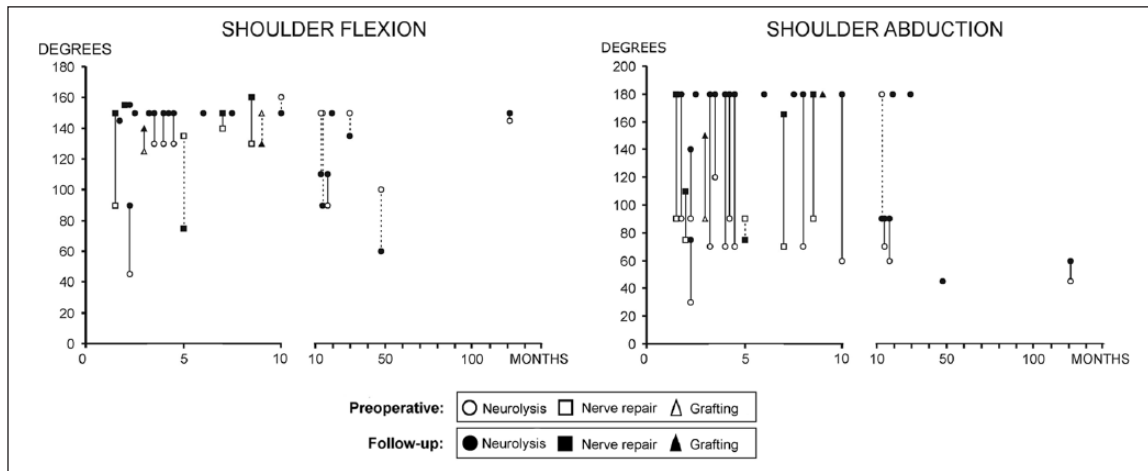 SHOULDER FLEXION
DEGREES
180
160
150
140
130
120
100
80
60
40
20
0
0 5 10 10 50 100 MONTHS
SHOULDER ABDUCTION
DEGREES
200
180
160
140
120
100
80
60
40
20
0
0 5 10 10 50 100 MONTHS
Preoperative: Neurolysis Nerve repair Grafting
Follow-up: Neurolysis Nerve repair Grafting